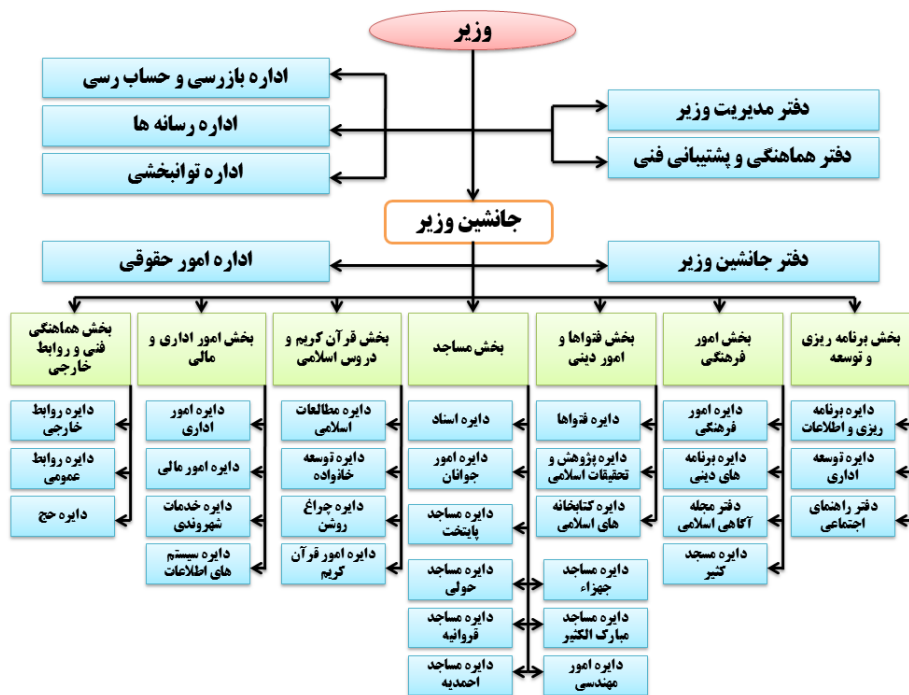 وزیر
اداره بازرسی و حساب رسی
اداره رسانه ها
اداره توانبخشی
دفتر مدیریت وزیر
دفتر هماهنگی و پشتیبانی فنی
جانشین وزیر
دفتر جانشین وزیر
اداره امور حقوقی
بخش برنامه ریزی
و توسعه
دایره برنامه
ریزی و اطلاعات
دایره توسعه
اداری
دفتر راهنمای
اجتماعی
بخش امور
فرهنگی
دایره امور
فرهنگی
دایره برنامه
های دینی
دفتر مجله
آگاهی اسلامی
دایره مسجد
کثیر
بخش فتواها و
امور دینی
دایره فتواها
دایره پژوهش و
تحقیقات اسلامی
دایره کتابخانه
های اسلامی
بخش مساجد
دایره اسناد
دایره امور
جوانان
دایره مساجد
پایتخت
دایره مساجد
جهزاء
دایره مساجد
حولی
دایره مساجد
مبارک الکثیر
دایره مساجد
قروانیه
دایره امور
مهندسی
دایره مساجد
احمدیه
بخش قرآن کریم و
دروس اسلامی
دایره مطالعات
اسلامی
دایره توسعه
خانواده
دایره چراغ
روشن
دایره امور قرآن
کریم
بخش امور اداری و
مالی
دایره امور
اداری
دایره امور مالی
دایره خدمات
شهروندی
دایره سیستم
های اطلاعات
بخش هماهنگی
فنی و روابط
خارجی
دایره روابط
خارجی
دایره روابط
عمومی
دایره حج